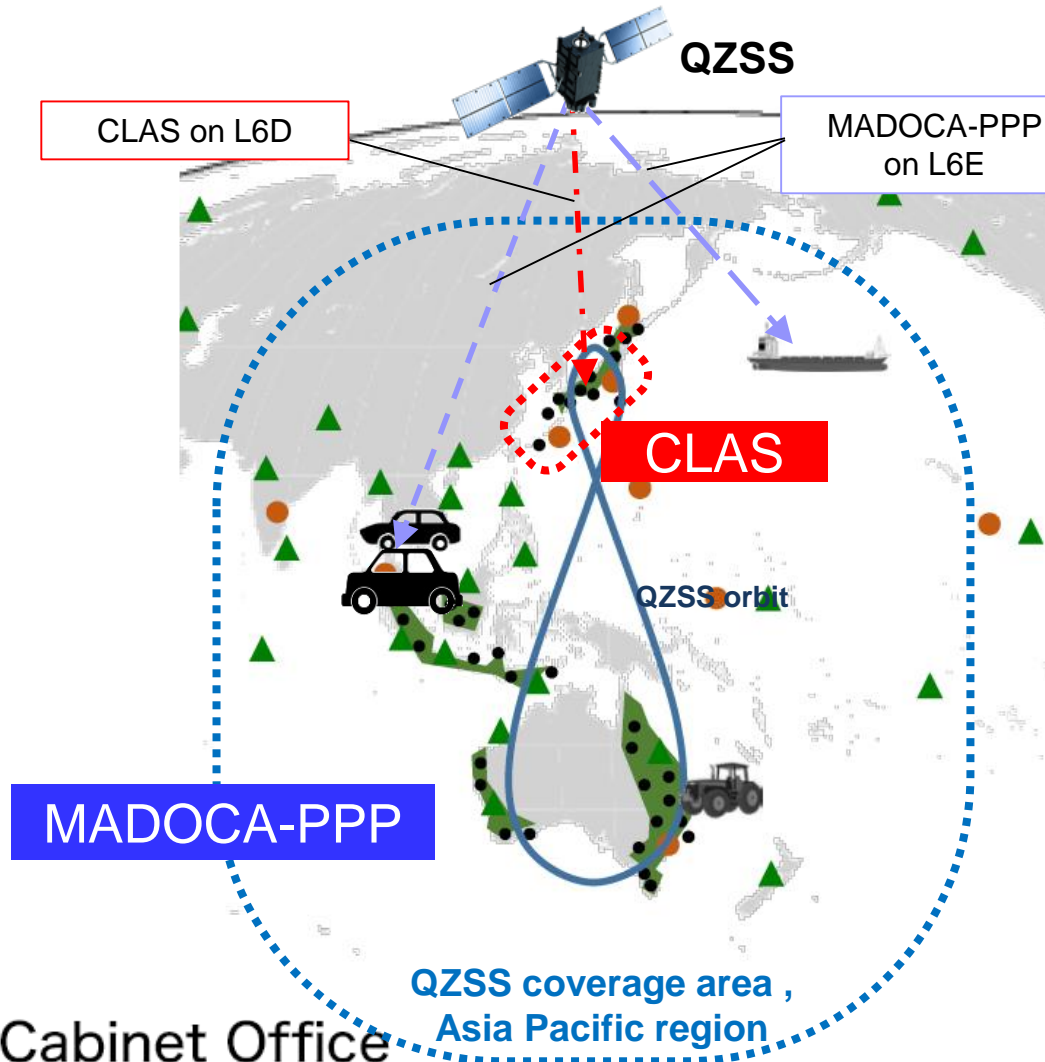 QZSS
CLAS on L6D
MADOCA-PPP
on L6E
CLAS
QZSS orbit
MADOCA-PPP
QZSS coverage area ,
Asia Pacific region
Cabinet Office